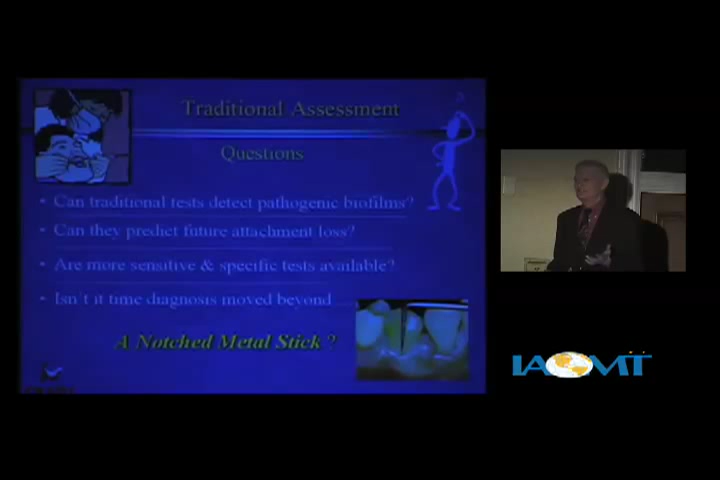 Traditional Assessment
Questions
• Can traditional tests detect pathogenic biofilms?
• Can they predict future attachment loss?
• Are more sensitive & specific tests available?
• Isn't it time diagnosis moved beyond
A Notched Metal Stick ?
IAOMT